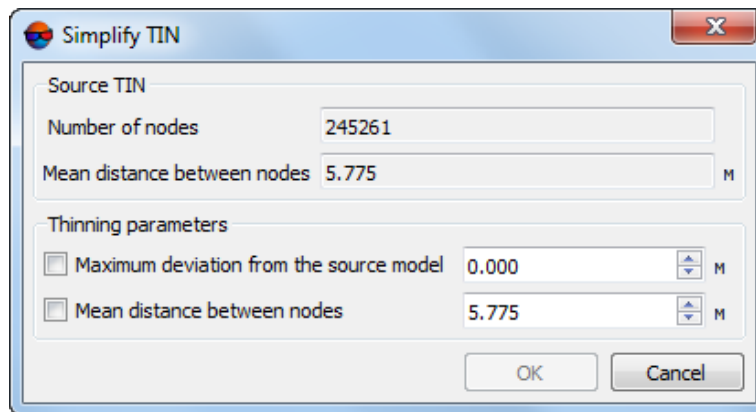 Simplify TIN
Source TIN
Number of nodes 245261
Mean distance between nodes 5.775 м
Thinning parameters
Maximum deviation from the source model 0.000 м
Mean distance between nodes 5.775 м
OK Cancel